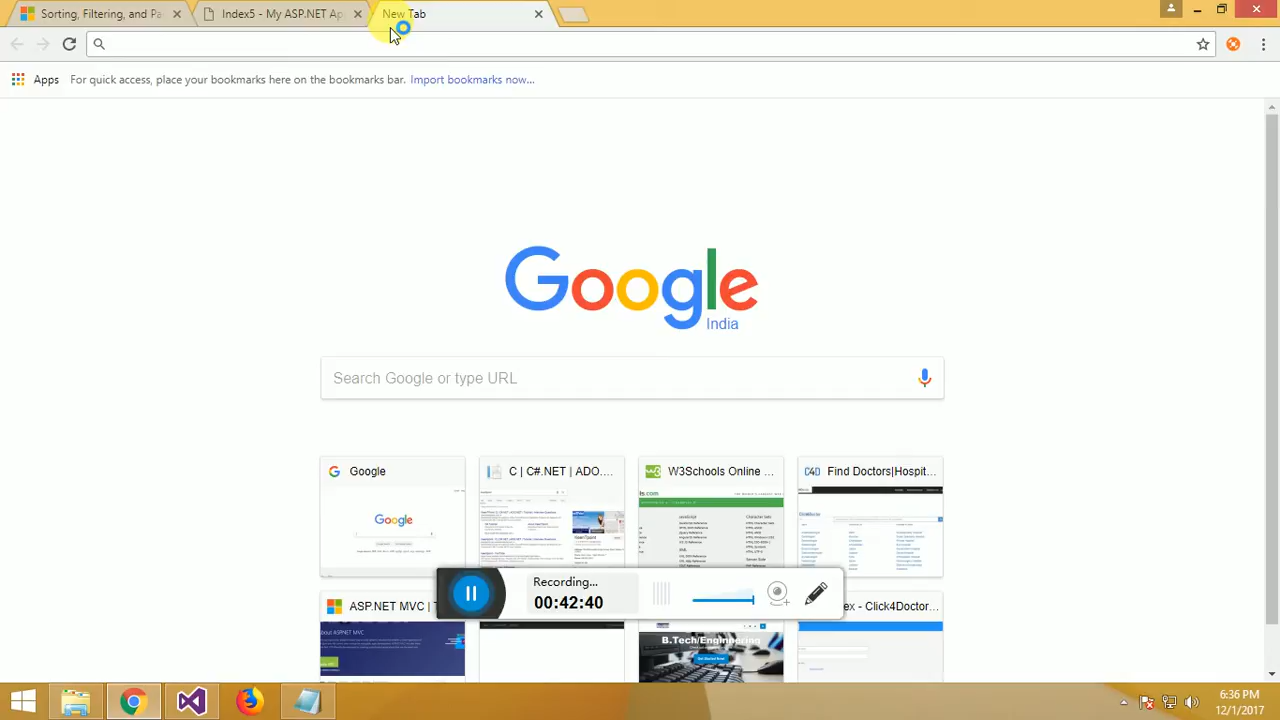 Sorting, Filtering, and Pa
Index5 - My ASP.NET Ap
New Tab
Apps
For quick access, place your bookmarks here on the bookmarks bar. Import bookmarks now...
Google
India
Search Google or type URL
Google
C | C#.NET | ADO....
W3Schools Online ...
Find Doctors|Hospit...
Google
Recording...
00:42:40
ASP.NET MVC | T
ex - Click4Doctor...
B.Tech/Engineering
6:36 PM
12/1/2017